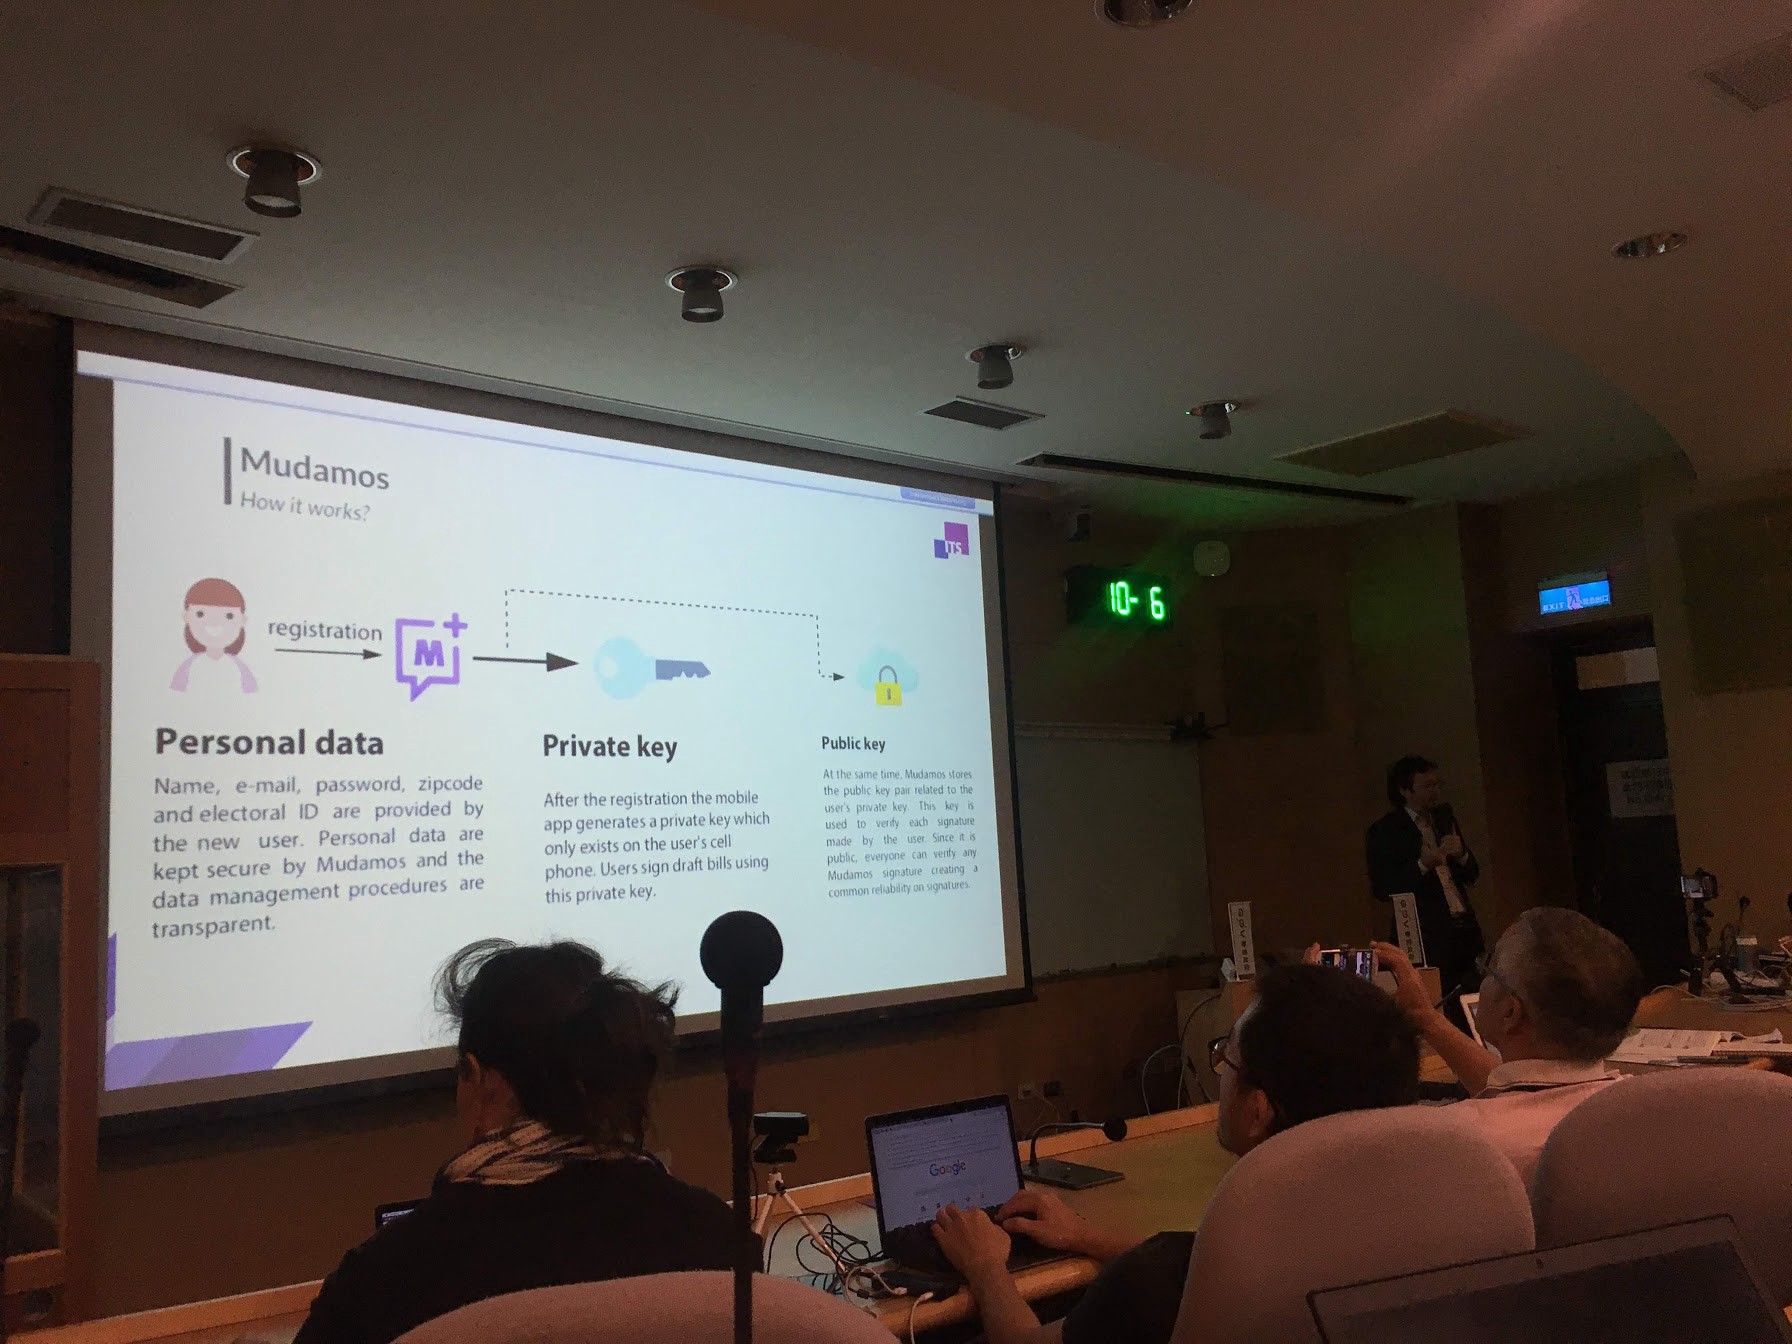 Mudamos
How it works?
ITS
registration
M
Personal data
Name, e-mail, password, zipcode
and electoral ID are provided by
the new user. Personal data are
kept secure by Mudamos and the
data management procedures are
transparent.
Private key
After the registration the mobile
app generates a private key which
only exists on the user's cell
phone. Users sign draft bills using
this private key.
Public key
At the same time, Mudamos stores
the public key pair related to the
user's private key. This key is
used to verify each signature
made by the user. Since it is
public, everyone can verify any
Mudamos signature creating a
common reliability on signatures.
10- 6
EXIT
Google